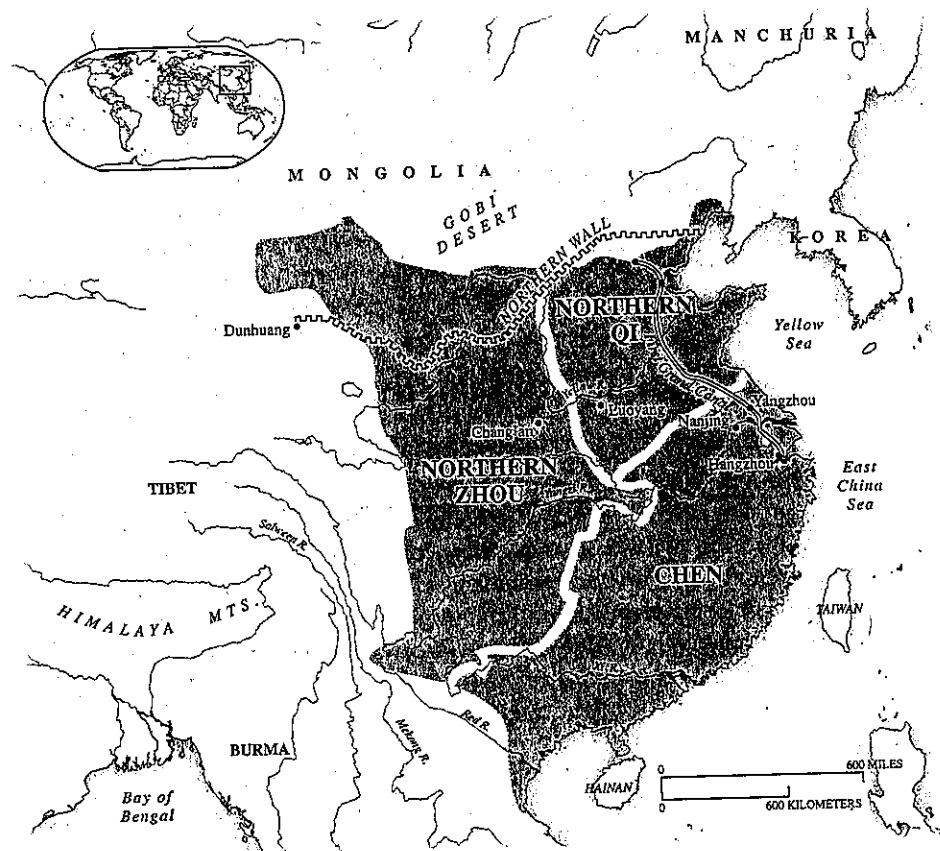 MANCHURIA
MONGOLIA
GOBI
DESERT
NORTHERN WALL
KOREA
NORTHERN
QI
Dunhuang
Yellow
Sea
Grand Canal
Yangzhou
Luoyang
Nanjing
Chang'an
Hangzhou
NORTHERN
ZHOU
East
China
Sea
TIBET
Yangzi R.
Salween R.
CHEN
HIMALAYA MTS.
TAIWAN
Xi R.
Red R.
Mekong R.
BURMA
0
600 MILES
HAINAN
0
600 KILOMETERS
Bay of
Bengal